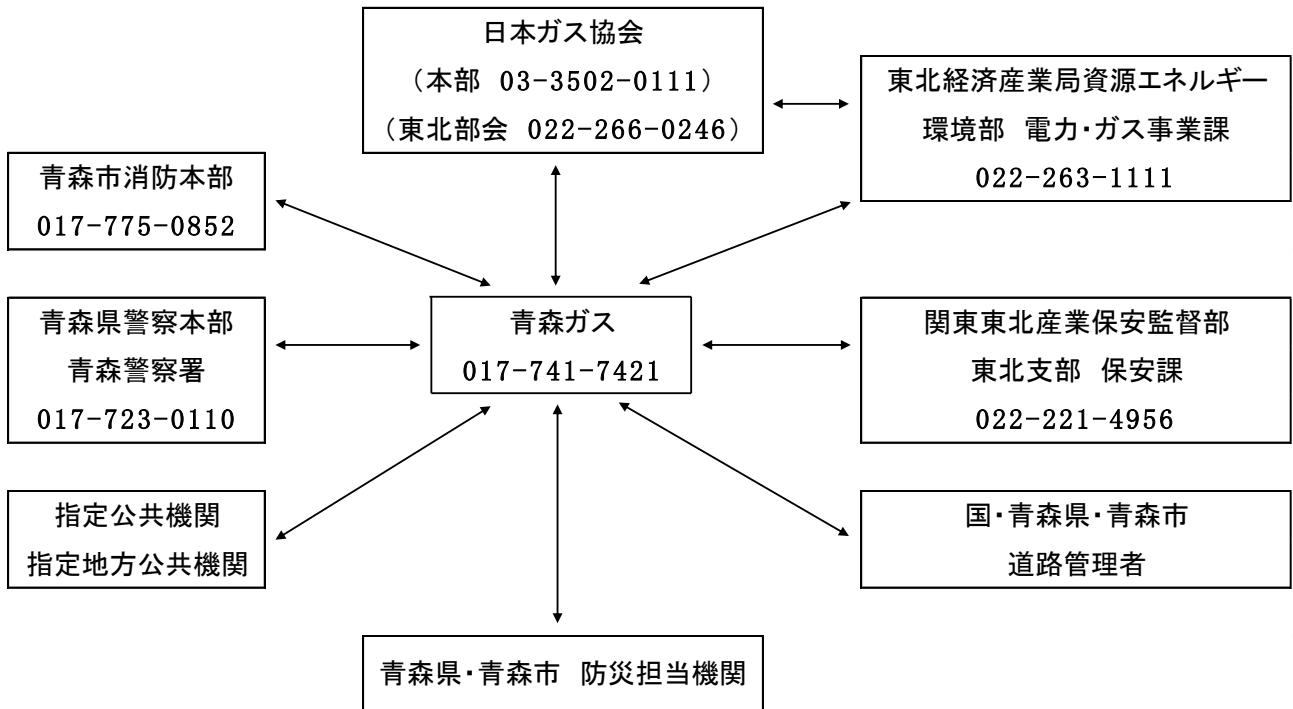 日本ガス協会
（本部 03-3502-0111）
（東北部会 022-266-0246）
東北経済産業局資源エネルギー
環境部 電力・ガス事業課
022-263-1111
青森市消防本部
017-775-0852
青森県警察本部
青森警察署
017-723-0110
青森ガス
017-741-7421
関東東北産業保安監督部
東北支部 保安課
022-221-4956
指定公共機関
指定地方公共機関
国・青森県・青森市
道路管理者
青森県・青森市 防災担当機関